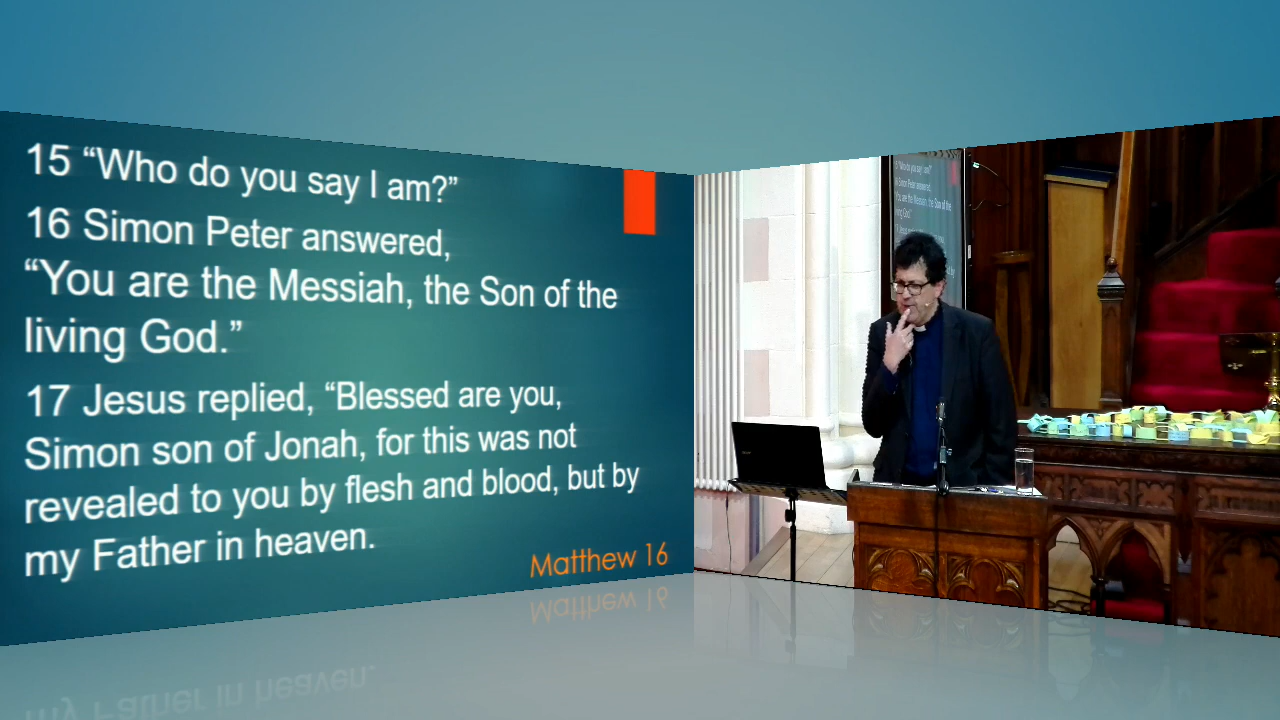 15 “Who do you say I am?”
16 Simon Peter answered,
“You are the Messiah, the Son of the
living God.”
17 Jesus replied, “Blessed are you,
Simon son of Jonah, for this was not
revealed to you by flesh and blood, but by
my Father in heaven.
Matthew 16